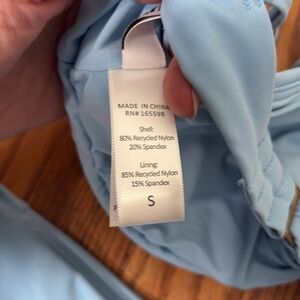 MADE IN CHINA
RN# 165598
Shell:
80% Recycled Nylon
20% Spandex
Lining:
85% Recycled Nylon
15% Spandex
S